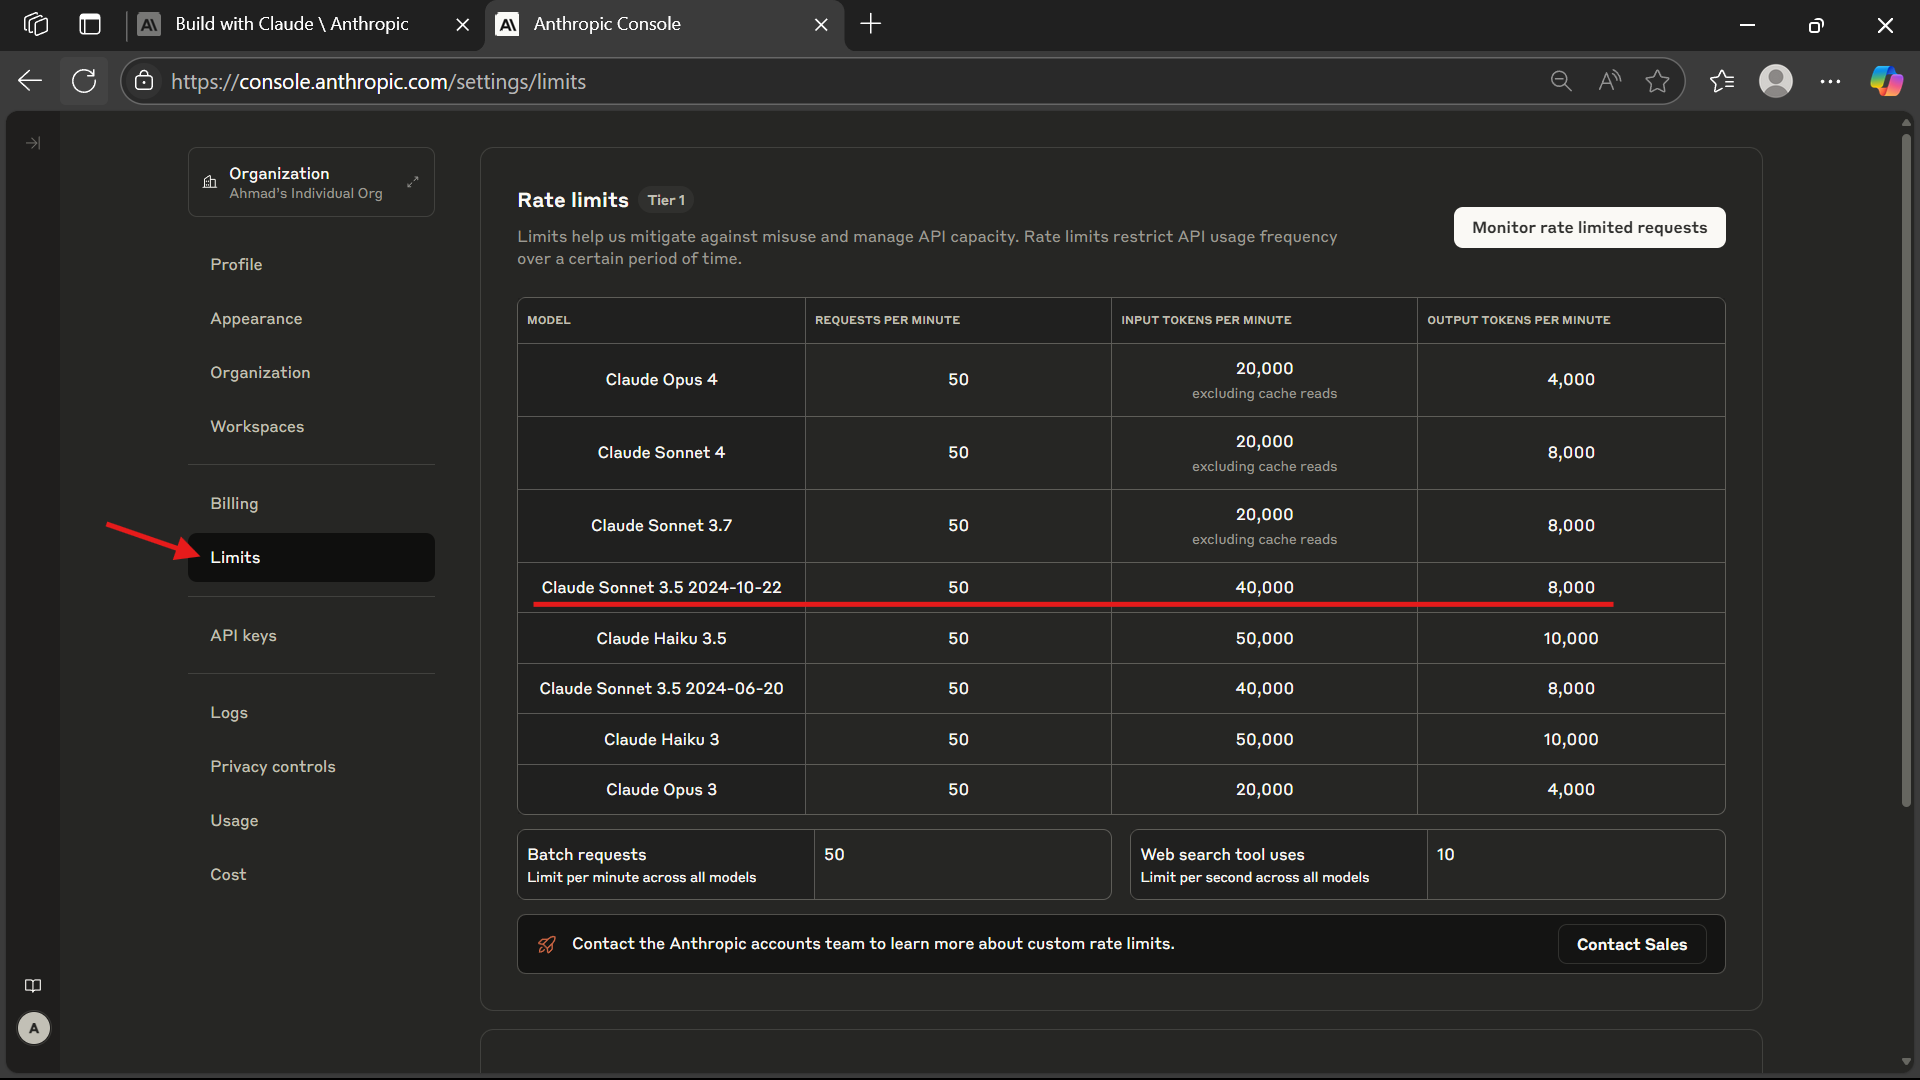 Build with Claude \ Anthropic
Anthropic Console
https://console.anthropic.com/settings/limits
Organization
Ahmad's Individual Org
Profile
Appearance
Organization
Workspaces
Billing
Limits
API keys
Logs
Privacy controls
Usage
Cost
A
Rate limits Tier 1
Limits help us mitigate against misuse and manage API capacity. Rate limits restrict API usage frequency
over a certain period of time.
Monitor rate limited requests
MODEL REQUESTS PER MINUTE INPUT TOKENS PER MINUTE OUTPUT TOKENS PER MINUTE
Claude Opus 4 50 20,000 4,000
excluding cache reads
Claude Sonnet 4 50 20,000 8,000
excluding cache reads
Claude Sonnet 3.7 50 20,000 8,000
excluding cache reads
Claude Sonnet 3.5 2024-10-22 50 40,000 8,000
Claude Haiku 3.5 50 50,000 10,000
Claude Sonnet 3.5 2024-06-20 50 40,000 8,000
Claude Haiku 3 50 50,000 10,000
Claude Opus 3 50 20,000 4,000
Batch requests 50
Limit per minute across all models
Web search tool uses 10
Limit per second across all models
Contact the Anthropic accounts team to learn more about custom rate limits.
Contact Sales